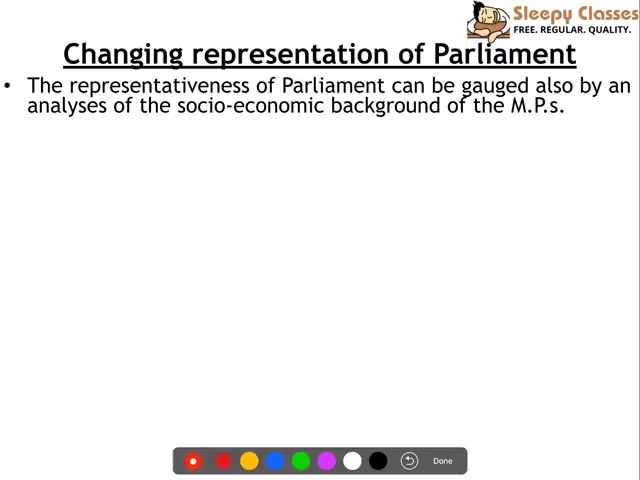 Sleepy Classes
FREE. REGULAR. QUALITY.
Changing representation of Parliament
• The representativeness of Parliament can be gauged also by an
analyses of the socio-economic background of the M.P.s.
Done